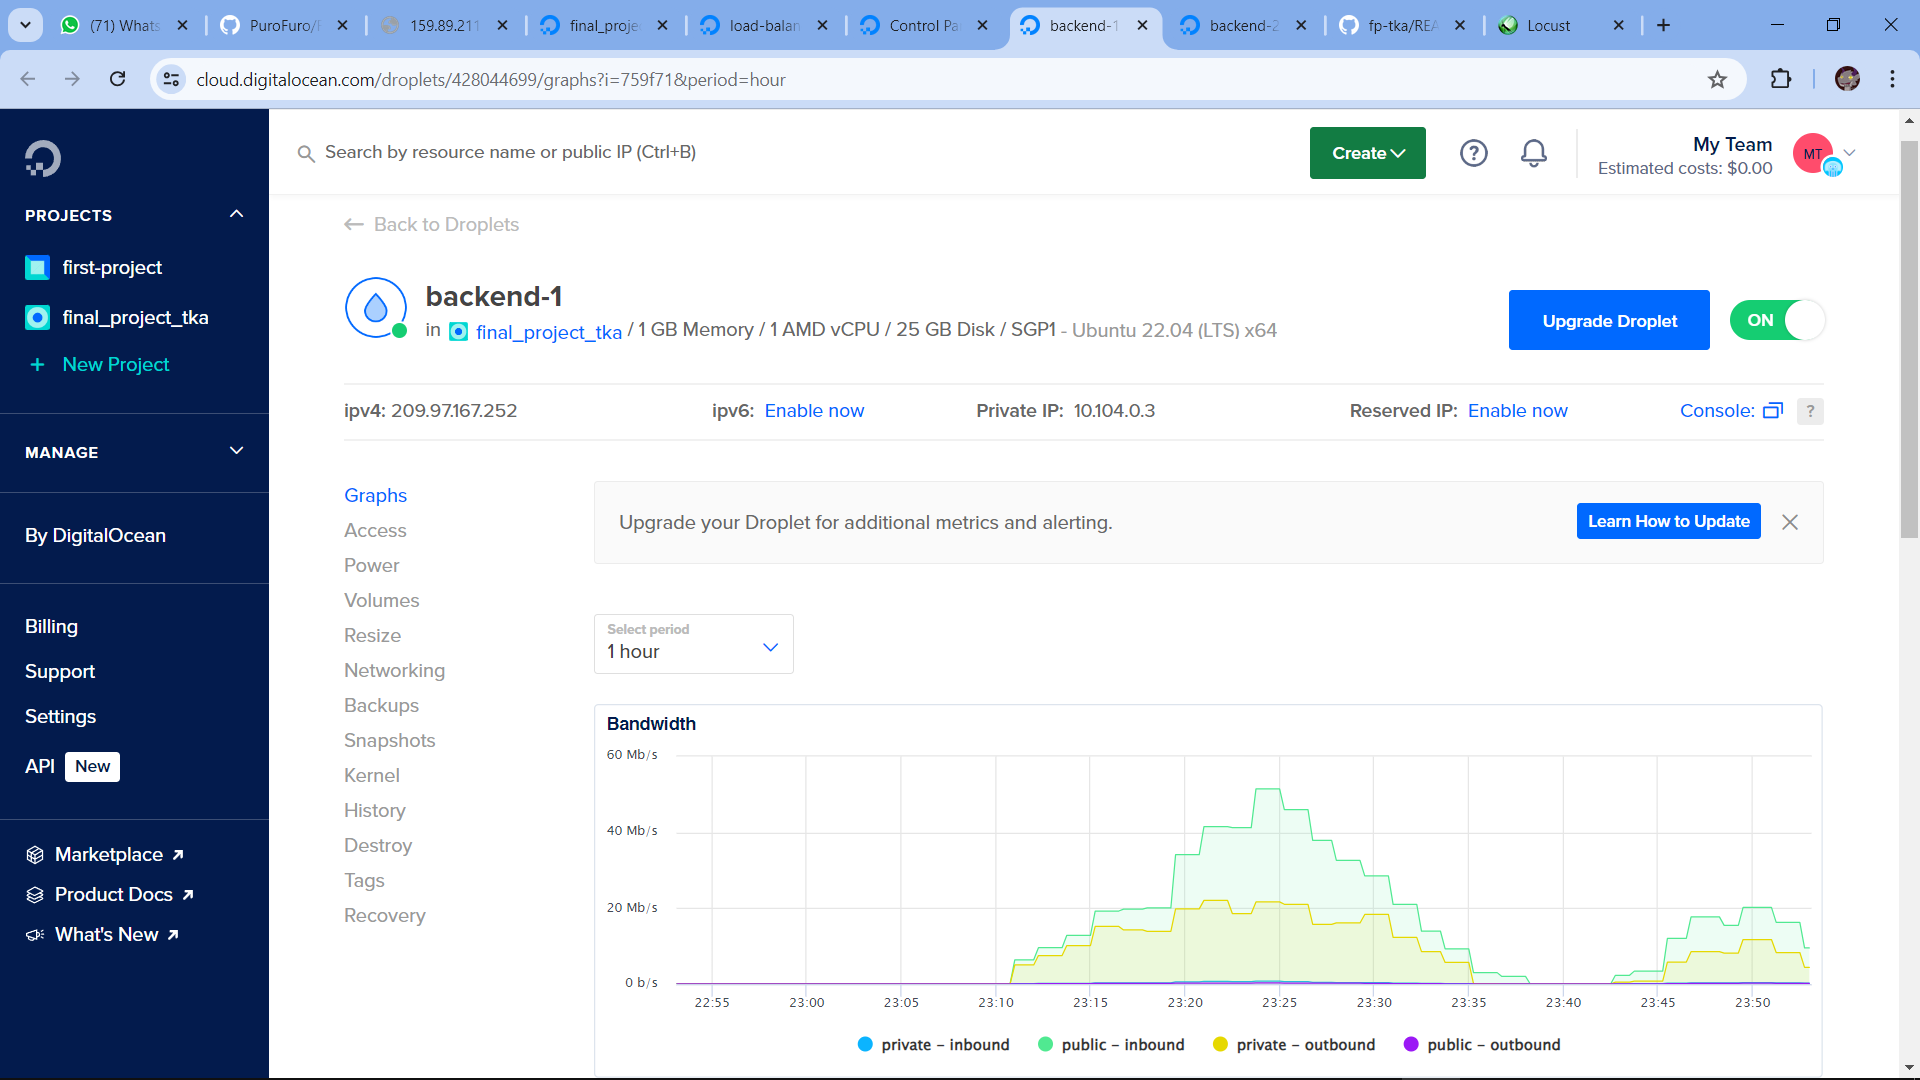 (71) Whats
PuroFuro/F
159.89.211
final_proje
load-balan
Control Pa
backend-1
backend-2
fp-tka/REA
Locust
cloud.digitalocean.com/droplets/428044699/graphs?i=759f71&period=hour
Search by resource name or public IP (Ctrl+B)
Create
My Team
Estimated costs: $0.00
MT
PROJECTS
first-project
final_project_tka
+ New Project
MANAGE
By DigitalOcean
Billing
Support
Settings
API New
Marketplace
Product Docs
What's New
← Back to Droplets
backend-1
in final_project_tka / 1 GB Memory / 1 AMD vCPU / 25 GB Disk / SGP1 - Ubuntu 22.04 (LTS) x64
Upgrade Droplet
ON
ipv4: 209.97.167.252
ipv6: Enable now
Private IP: 10.104.0.3
Reserved IP: Enable now
Console: ?
Graphs
Access
Power
Volumes
Resize
Networking
Backups
Snapshots
Kernel
History
Destroy
Tags
Recovery
Upgrade your Droplet for additional metrics and alerting.
Learn How to Update
Select period
1 hour
Bandwidth
60 Mb/s
40 Mb/s
20 Mb/s
0 b/s
22:55 23:00 23:05 23:10 23:15 23:20 23:25 23:30 23:35 23:40 23:45 23:50
private – inbound public – inbound private – outbound public – outbound